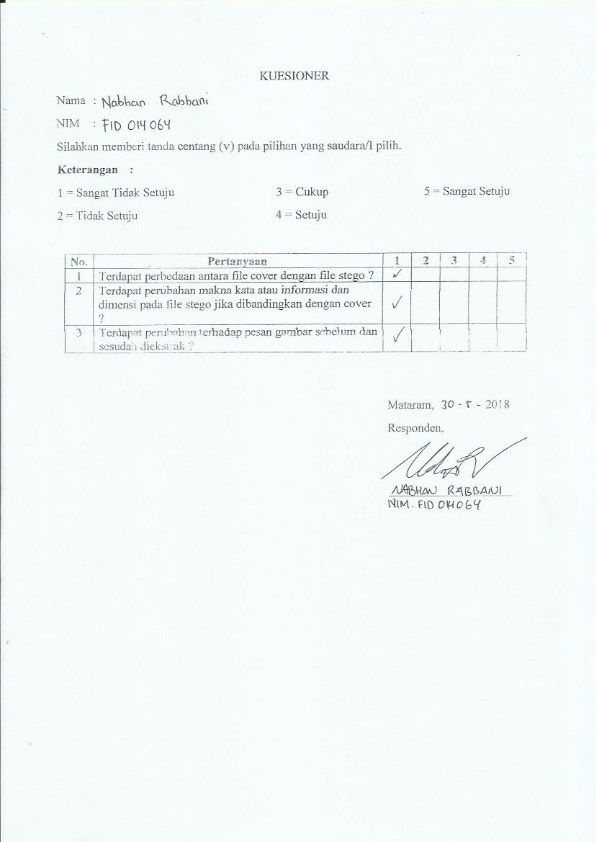 KUESIONER
Nama : Nabhan Rabbani
NIM : F1D 014 064
Silahkan memberi tanda centang (v) pada pilihan yang saudara/I pilih.
Keterangan :
1 = Sangat Tidak Setuju 3 = Cukup 5 = Sangat Setuju
2 = Tidak Setuju 4 = Setuju
No. Pertanyaan 1 2 3 4 5
1 Terdapat perbedaan antara file cover dengan file stego ? ✓
2 Terdapat perubahan makna kata atau informasi dan
dimensi pada file stego jika dibandingkan dengan cover ✓
?
3 Terdapat perubahan terhadap pesan gambar sebelum dan ✓
sesudah diekstrak ?
Mataram, 30 - 5 - 2018
Responden,
NABHAN RABBANI
NIM. F1D 014064